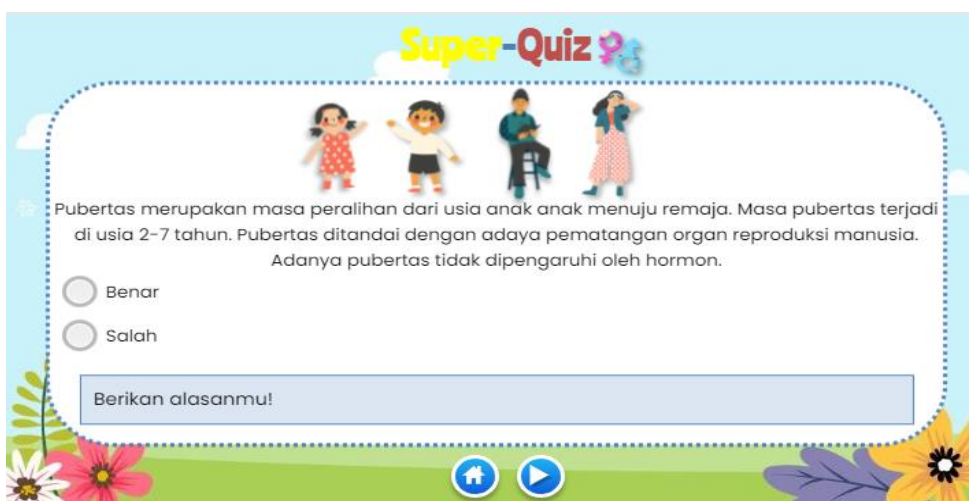 Super-Quiz
Pubertas merupakan masa peralihan dari usia anak anak menuju remaja. Masa pubertas terjadi
di usia 2-7 tahun. Pubertas ditandai dengan adaya pematangan organ reproduksi manusia.
Adanya pubertas tidak dipengaruhi oleh hormon.
Benar
Salah
Berikan alasanmu!